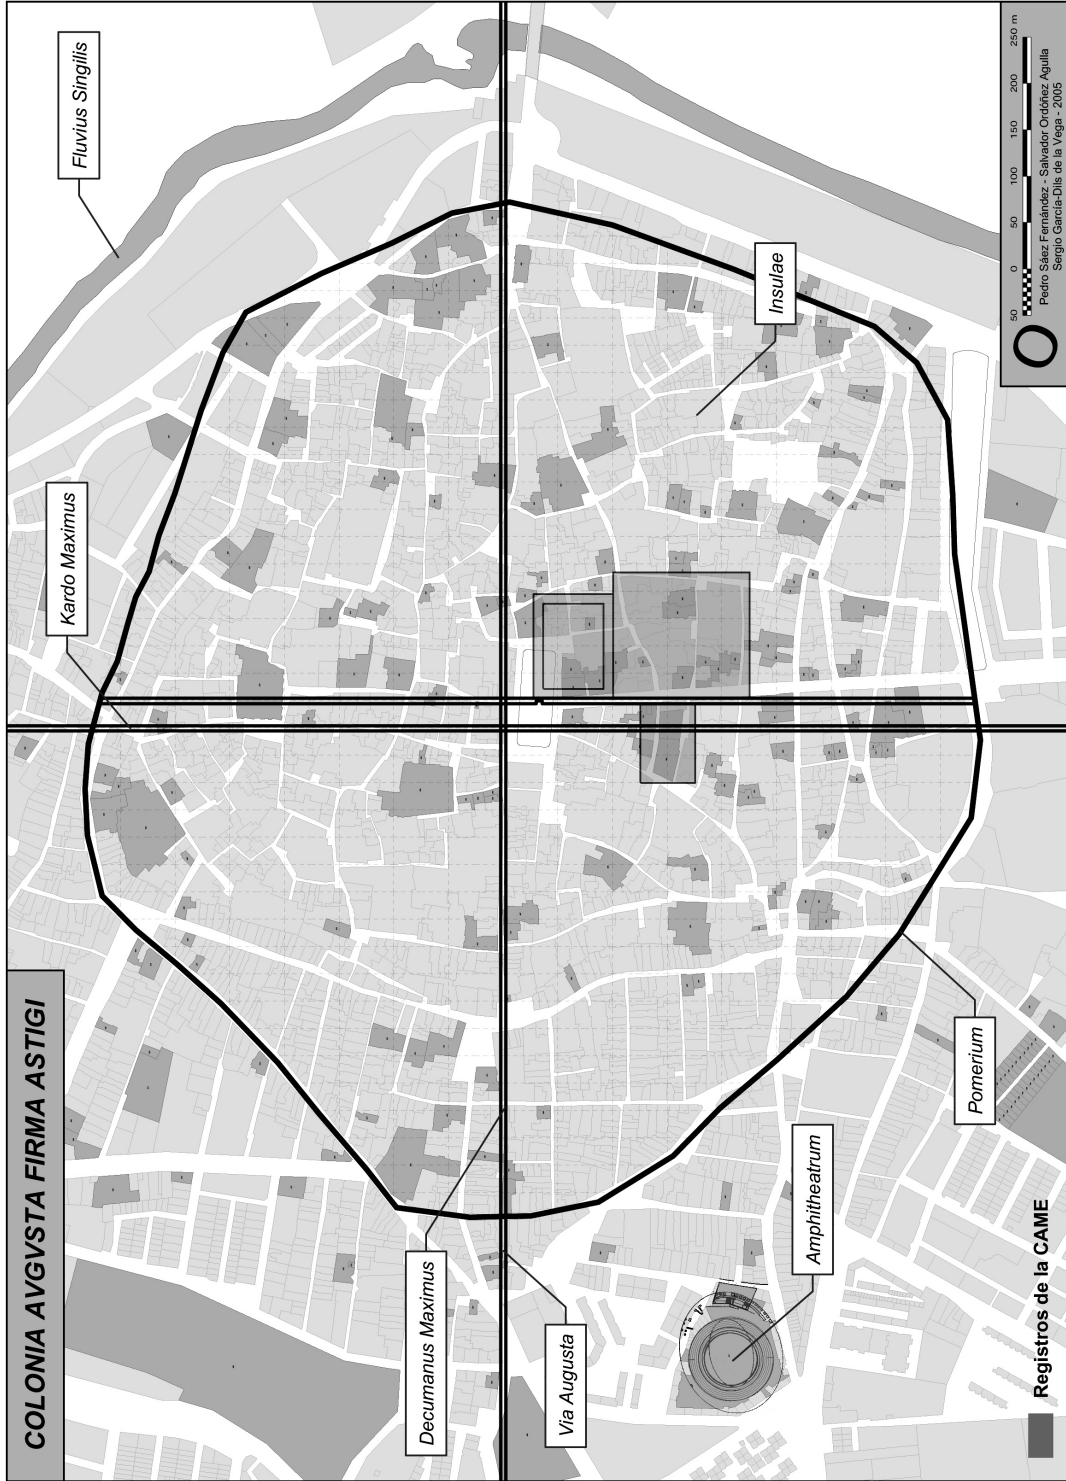 COLONIA AVGVSTA FIRMA ASTIGI
Fluvius Singilis
Kardo Maximus
Decumanus Maximus
Via Augusta
Insulae
Amphitheatrum
Pomerium
Registros de la CAME
50 0 50 100 150 200 250 m
Pedro Sáez Fernández - Salvador Ordóñez Agulla
Sergio García-Dils de la Vega - 2005